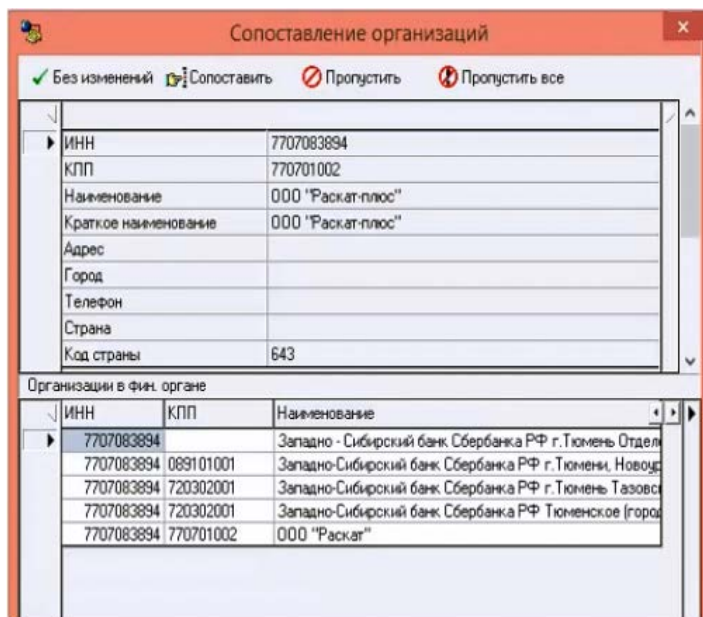 Сопоставление организаций
Без изменений Сопоставить Пропустить Пропустить все
ИНН 7707083894
КПП 770701002
Наименование ООО "Раскат-плюс"
Краткое наименование ООО "Раскат-плюс"
Адрес
Город
Телефон
Страна
Код страны 643
Организации в фин. органе
ИНН КПП Наименование
7707083894 Западно - Сибирский банк Сбербанка РФ г.Тюмень Отдел
7707083894 089101001 Западно-Сибирский банк Сбербанка РФ г.Тюмени, Новоур
7707083894 720302001 Западно-Сибирский банк Сбербанка РФ г.Тюмень Тазовс
7707083894 720302001 Западно-Сибирский банк Сбербанка РФ Тюменское (город
7707083894 770701002 ООО "Раскат"